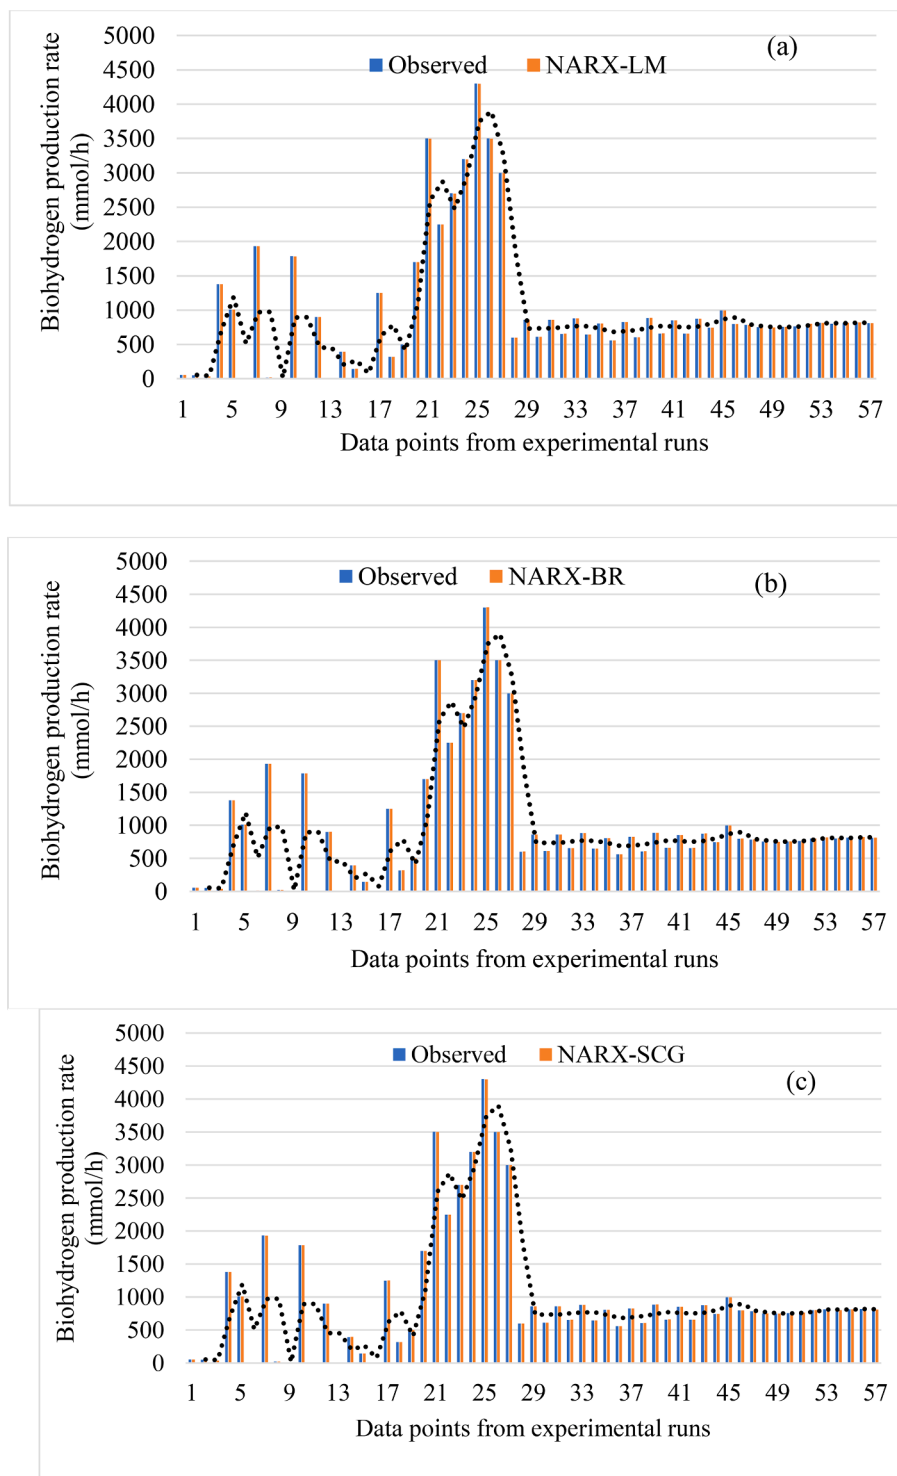 (a)
Observed NARX-LM
Biohydrogen production rate
(mmol/h)
5000
4500
4000
3500
3000
2500
2000
1500
1000
500
0
1 5 9 13 17 21 25 29 33 37 41 45 49 53 57
Data points from experimental runs
(b)
Observed NARX-BR
Biohydrogen production rate
(mmol/h)
5000
4500
4000
3500
3000
2500
2000
1500
1000
500
0
1 5 9 13 17 21 25 29 33 37 41 45 49 53 57
Data points from experimental runs
(c)
Observed NARX-SCG
Biohydrogen production rate
(mmol/h)
5000
4500
4000
3500
3000
2500
2000
1500
1000
500
0
1 5 9 13 17 21 25 29 33 37 41 45 49 53 57
Data points from experimental runs